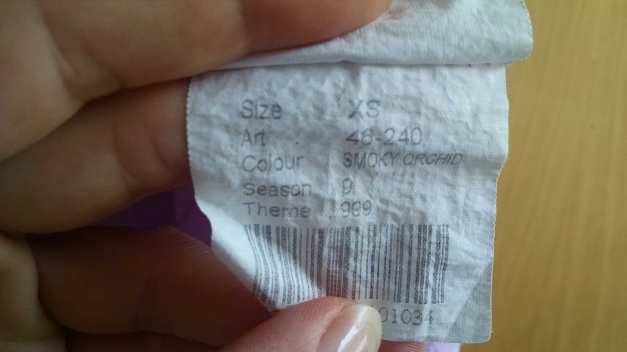 Size XS
Art . 46-240
Colour SMOKY ORCHID
Season 9
Theme . 999
01034